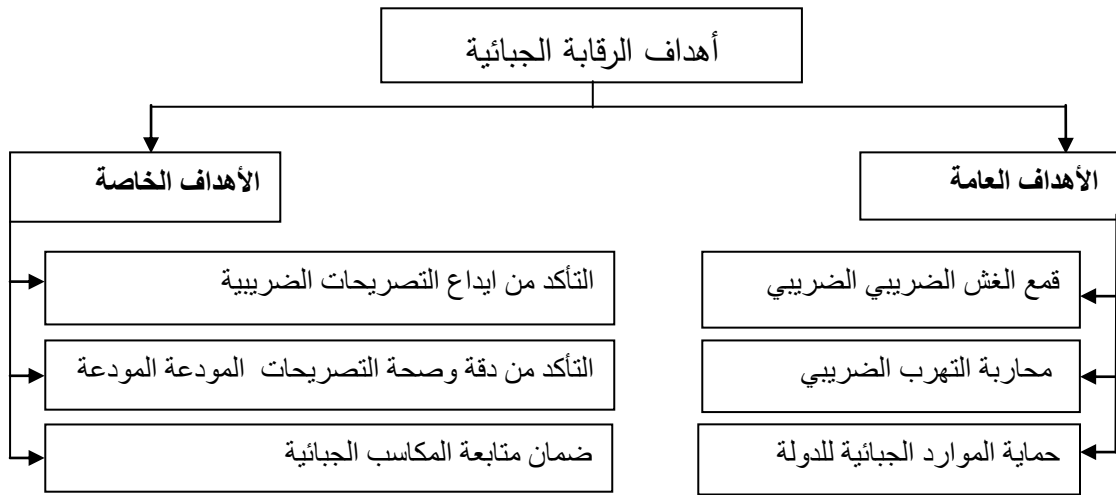 أهداف الرقابة الجبائية
الأهداف العامة
الأهداف الخاصة
قمع الغش الضريبي الضريبي
محاربة التهرب الضريبي
حماية الموارد الجبائية للدولة
التأكد من ايداع التصريحات الضريبية
التأكد من دقة وصحة التصريحات المودعة المودعة
ضمان متابعة المكاسب الجبائية